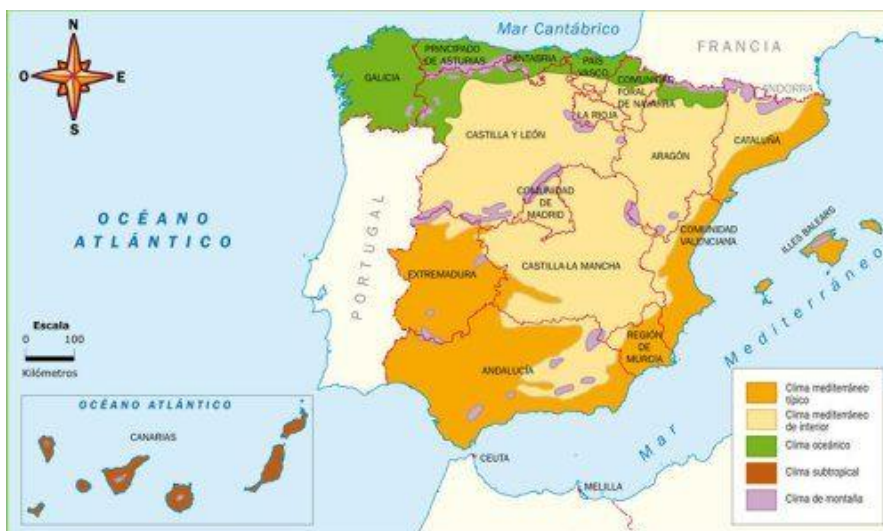 Mar Cantábrico
N
O
E
S
FRANCIA
ANDORRA
PRINCIPADO
DE ASTURIAS
CANTABRIA
PAÍS
VASCO
GALICIA
COMUNIDAD
FORAL
DE NAVARRA
LA RIOJA
CASTILLA Y LEÓN
CATALUÑA
ARAGÓN
COMUNIDAD
DE
MADRID
OCÉANO
ATLÁNTICO
PORTUGAL
COMUNIDAD
VALENCIANA
ILLES BALEARS
EXTREMADURA
CASTILLA-LA MANCHA
Mar Mediterráneo
Escala
0 100
Kilómetros
REGIÓN
DE
MURCIA
ANDALUCÍA
OCÉANO ATLÁNTICO
CANARIAS
CEUTA
MELILLA
Clima mediterráneo
típico
Clima mediterráneo
de interior
Clima oceánico
Clima subtropical
Clima de montaña